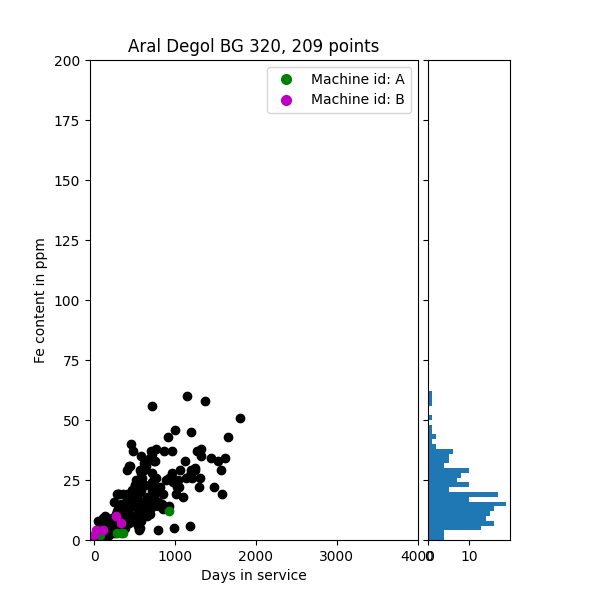 Aral Degol BG 320, 209 points
200
175
150
125
100
75
50
25
0
Fe content in ppm
Machine id: A
Machine id: B
0 1000 2000 3000 4000
0 10
Days in service